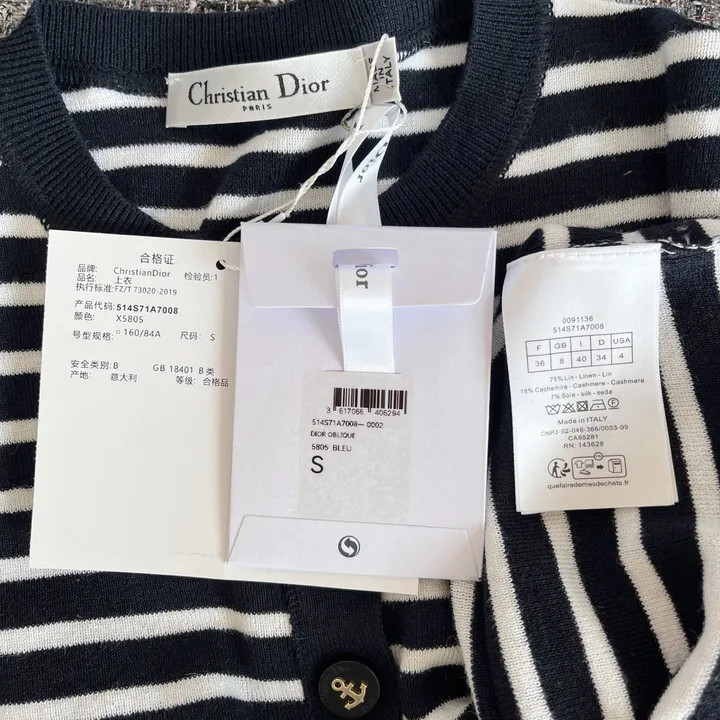 Christian Dior
PARIS
MADE
IN
ITALY
Dior
合格证
品牌: ChristianDior 检验员:1
品名: 上衣
执行标准:FZ/T 73020-2019
产品代码:514S71A7008
颜色: X5805
号型规格: 160/84A 尺码: S
安全类别:B GB 18401 B 类
产地: 意大利 等级: 合格品
Dior
3 617066 406294
514S71A7008-0002
DIOR OBLIQUE
5805 BLEU
S
0091136
514S71A7008
F GB I D USA
36 8 40 34 4
75% Lin - Linen - Lin
18% Cachemire - Cashmere - Cashmere
7% Soie - silk - seda
Made in ITALY
CNPJ: 02-046-366/0003-99
CA65281
RN: 143628
FR
quefairedemesdechets.fr